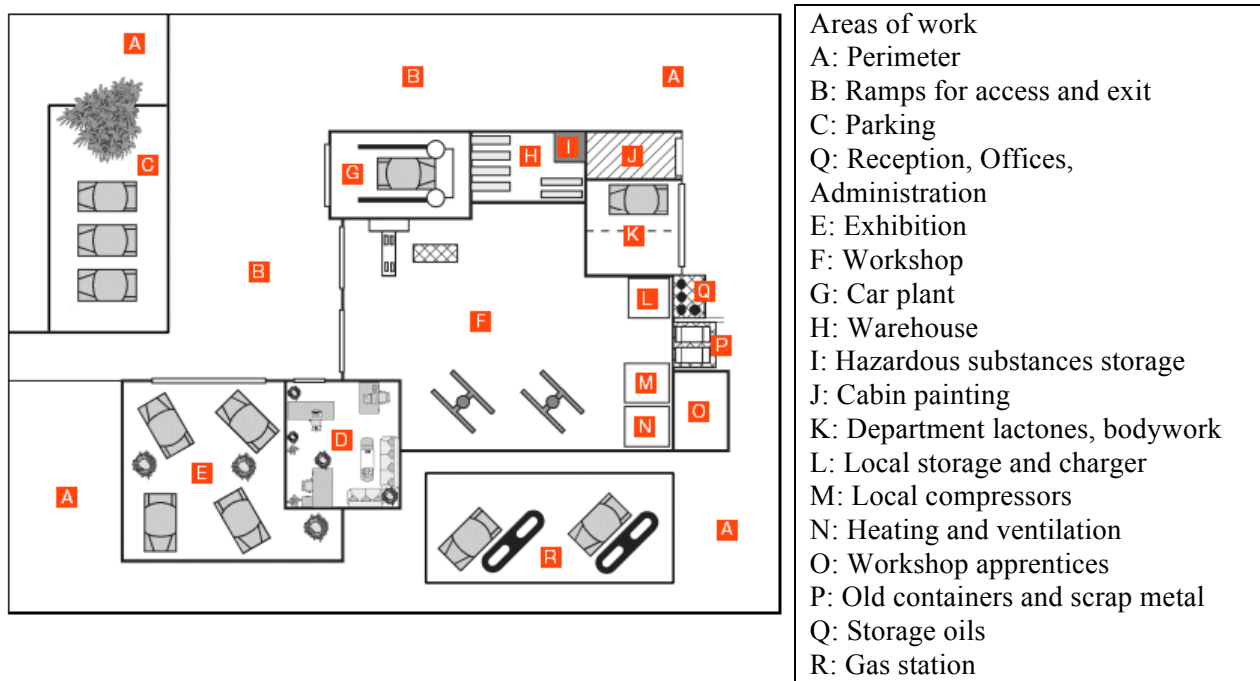 A
B
A
I
H
J
G
C
K
B
Q
L
F
P
M
O
N
D
E
A
A
R
Areas of work
A: Perimeter
B: Ramps for access and exit
C: Parking
Q: Reception, Offices,
Administration
E: Exhibition
F: Workshop
G: Car plant
H: Warehouse
I: Hazardous substances storage
J: Cabin painting
K: Department lactones, bodywork
L: Local storage and charger
M: Local compressors
N: Heating and ventilation
O: Workshop apprentices
P: Old containers and scrap metal
Q: Storage oils
R: Gas station